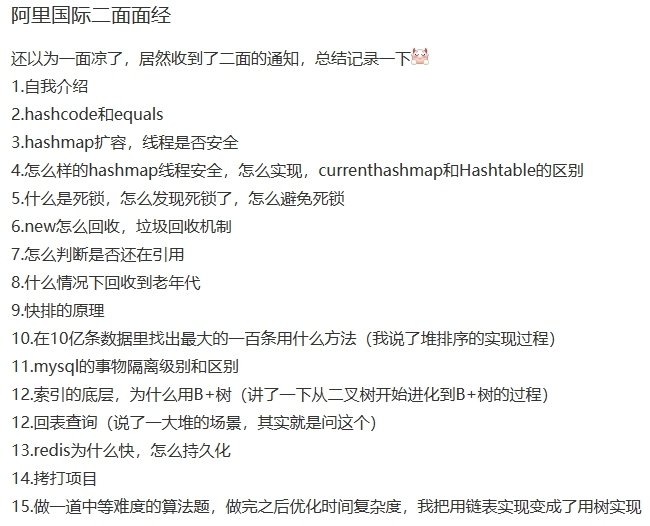 阿里国际二面面经
还以为一面凉了，居然收到了二面的通知，总结记录一下
1.自我介绍
2.hashcode和equals
3.hashmap扩容，线程是否安全
4.怎么样的hashmap线程安全，怎么实现，currenthashmap和Hashtable的区别
5.什么是死锁，怎么发现死锁了，怎么避免死锁
6.new怎么回收，垃圾回收机制
7.怎么判断是否还在引用
8.什么情况下回收到老年代
9.快排的原理
10.在10亿条数据里找出最大的一百条用什么方法（我说了堆排序的实现过程）
11.mysql的事物隔离级别和区别
12.索引的底层，为什么用B+树（讲了一下从二叉树开始进化到B+树的过程）
12.回表查询（说了一大堆的场景，其实就是问这个）
13.redis为什么快，怎么持久化
14.拷打项目
15.做一道中等难度的算法题，做完之后优化时间复杂度，我把用链表实现变成了用树实现